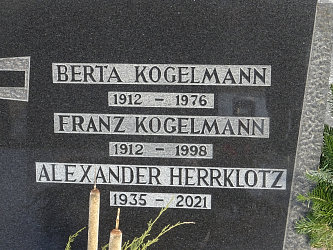 BERTA KOGELMANN
1912 - 1976
FRANZ KOGELMANN
1912 - 1998
ALEXANDER HERRKLOTZ
1935 - 2021